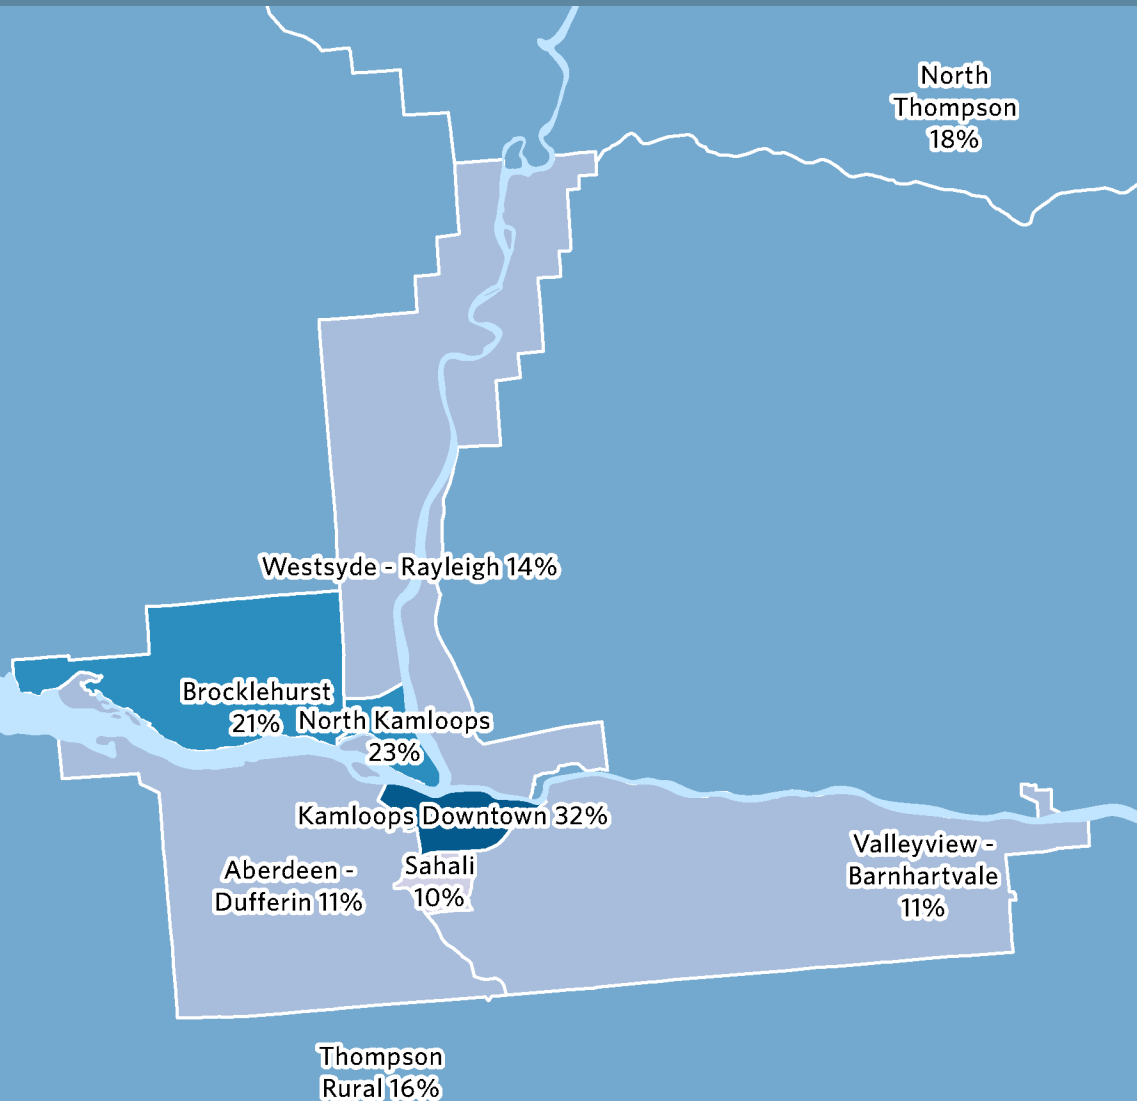 North
Thompson
18%
Westsyde - Rayleigh 14%
Brocklehurst
21%
North Kamloops
23%
Kamloops Downtown 32%
Aberdeen -
Dufferin 11%
Sahali
10%
Valleyview -
Barnhartvale
11%
Thompson
Rural 16%